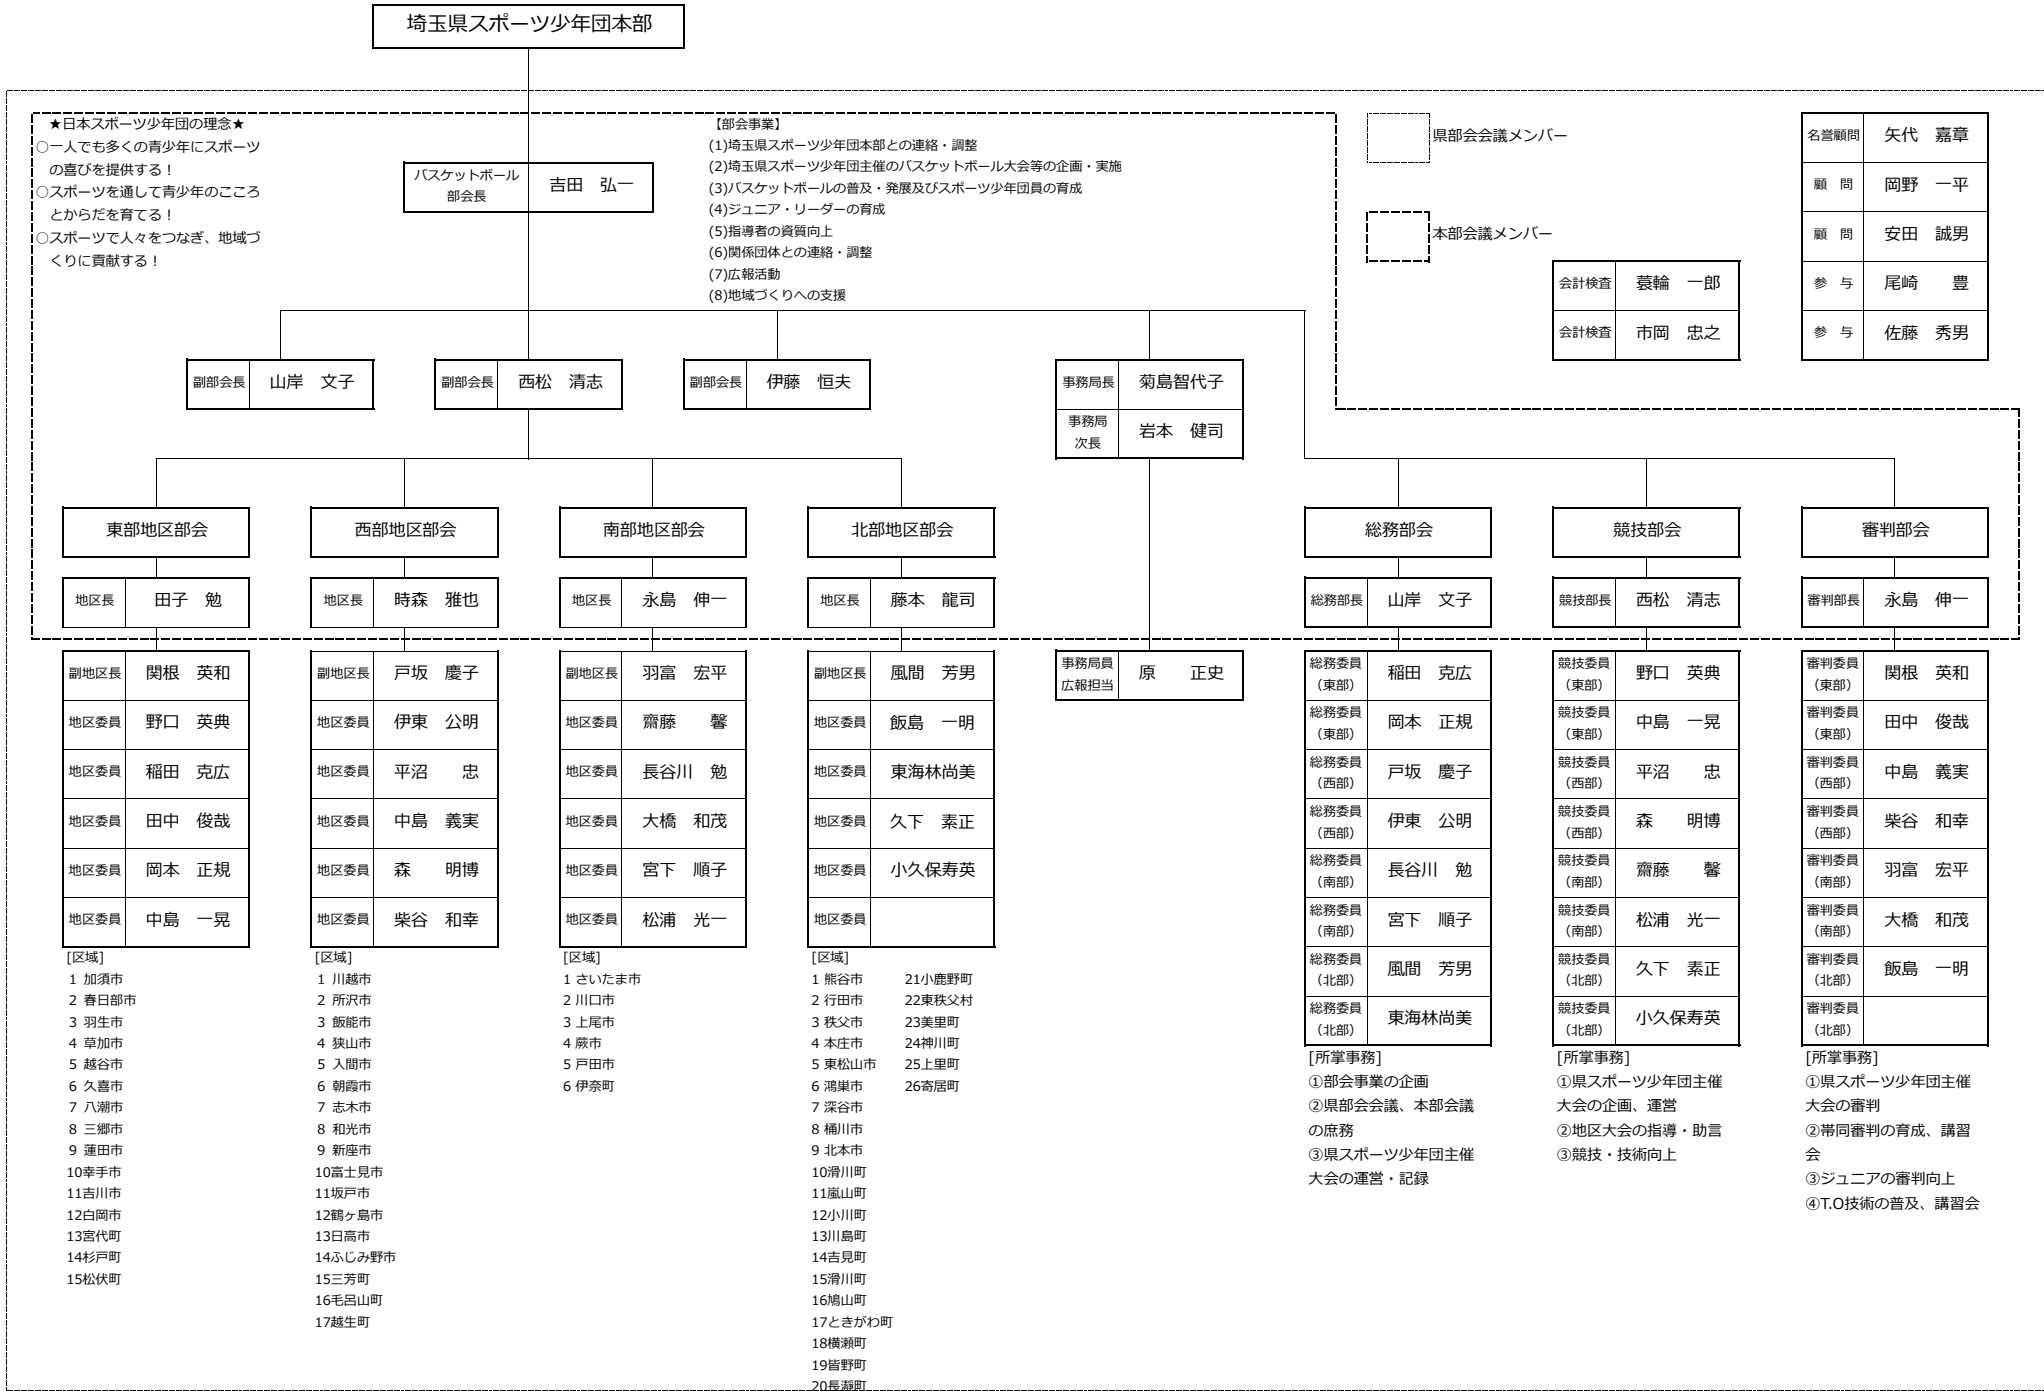 埼玉県スポーツ少年団本部
★日本スポーツ少年団の理念★
○一人でも多くの青少年にスポーツ
の喜びを提供する！
○スポーツを通して青少年のこころ
とからだを育てる！
○スポーツで人々をつなぎ、地域づ
くりに貢献する！
バスケットボール
部会長
吉田 弘一
【部会事業】
(1)埼玉県スポーツ少年団本部との連絡・調整
(2)埼玉県スポーツ少年団主催のバスケットボール大会等の企画・実施
(3)バスケットボールの普及・発展及びスポーツ少年団員の育成
(4)ジュニア・リーダーの育成
(5)指導者の資質向上
(6)関係団体との連絡・調整
(7)広報活動
(8)地域づくりへの支援
県部会会議メンバー
本部会議メンバー
会計検査 蓑輪 一郎
会計検査 市岡 忠之
名誉顧問 矢代 嘉章
顧 問 岡野 一平
顧 問 安田 誠男
参 与 尾崎 豊
参 与 佐藤 秀男
副部会長 山岸 文子
副部会長 西松 清志
副部会長 伊藤 恒夫
事務局長 菊島智代子
事務局
次長
岩本 健司
東部地区部会
地区長 田子 勉
副地区長 関根 英和
地区委員 野口 英典
地区委員 稲田 克広
地区委員 田中 俊哉
地区委員 岡本 正規
地区委員 中島 一晃
[区域]
1 加須市
2 春日部市
3 羽生市
4 草加市
5 越谷市
6 久喜市
7 八潮市
8 三郷市
9 蓮田市
10幸手市
11吉川市
12白岡市
13宮代町
14杉戸町
15松伏町
西部地区部会
地区長 時森 雅也
副地区長 戸坂 慶子
地区委員 伊東 公明
地区委員 平沼 忠
地区委員 中島 義実
地区委員 森 明博
地区委員 柴谷 和幸
[区域]
1 川越市
2 所沢市
3 飯能市
4 狭山市
5 入間市
6 朝霞市
7 志木市
8 和光市
9 新座市
10富士見市
11坂戸市
12鶴ヶ島市
13日高市
14ふじみ野市
15三芳町
16毛呂山町
17越生町
南部地区部会
地区長 永島 伸一
副地区長 羽富 宏平
地区委員 齋藤 馨
地区委員 長谷川 勉
地区委員 大橋 和茂
地区委員 宮下 順子
地区委員 松浦 光一
[区域]
1 さいたま市
2 川口市
3 上尾市
4 蕨市
5 戸田市
6 伊奈町
北部地区部会
地区長 藤本 龍司
副地区長 風間 芳男
地区委員 飯島 一明
地区委員 東海林尚美
地区委員 久下 素正
地区委員 小久保寿英
地区委員
[区域]
1 熊谷市
2 行田市
3 秩父市
4 本庄市
5 東松山市
6 鴻巣市
7 深谷市
8 桶川市
9 北本市
10滑川町
11嵐山町
12小川町
13川島町
14吉見町
15滑川町
16鳩山町
17ときがわ町
18横瀬町
19皆野町
20長瀞町
21小鹿野町
22東秩父村
23美里町
24神川町
25上里町
26寄居町
事務局員
広報担当
原 正史
総務部会
総務部長 山岸 文子
総務委員
（東部）
稲田 克広
総務委員
（東部）
岡本 正規
総務委員
（西部）
戸坂 慶子
総務委員
（西部）
伊東 公明
総務委員
（南部）
長谷川 勉
総務委員
（南部）
宮下 順子
総務委員
（北部）
風間 芳男
総務委員
（北部）
東海林尚美
[所掌事務]
①部会事業の企画
②県部会会議、本部会議
の庶務
③県スポーツ少年団主催
大会の運営・記録
競技部会
競技部長 西松 清志
競技委員
（東部）
野口 英典
競技委員
（東部）
中島 一晃
競技委員
（西部）
平沼 忠
競技委員
（西部）
森 明博
競技委員
（南部）
齋藤 馨
競技委員
（南部）
松浦 光一
競技委員
（北部）
久下 素正
競技委員
（北部）
小久保寿英
[所掌事務]
①県スポーツ少年団主催
大会の企画、運営
②地区大会の指導・助言
③競技・技術向上
審判部会
審判部長 永島 伸一
審判委員
（東部）
関根 英和
審判委員
（東部）
田中 俊哉
審判委員
（西部）
中島 義実
審判委員
（西部）
柴谷 和幸
審判委員
（南部）
羽富 宏平
審判委員
（南部）
大橋 和茂
審判委員
（北部）
飯島 一明
審判委員
（北部）
[所掌事務]
①県スポーツ少年団主催
大会の審判
②帯同審判の育成、講習
会
③ジュニアの審判向上
④T.O技術の普及、講習会